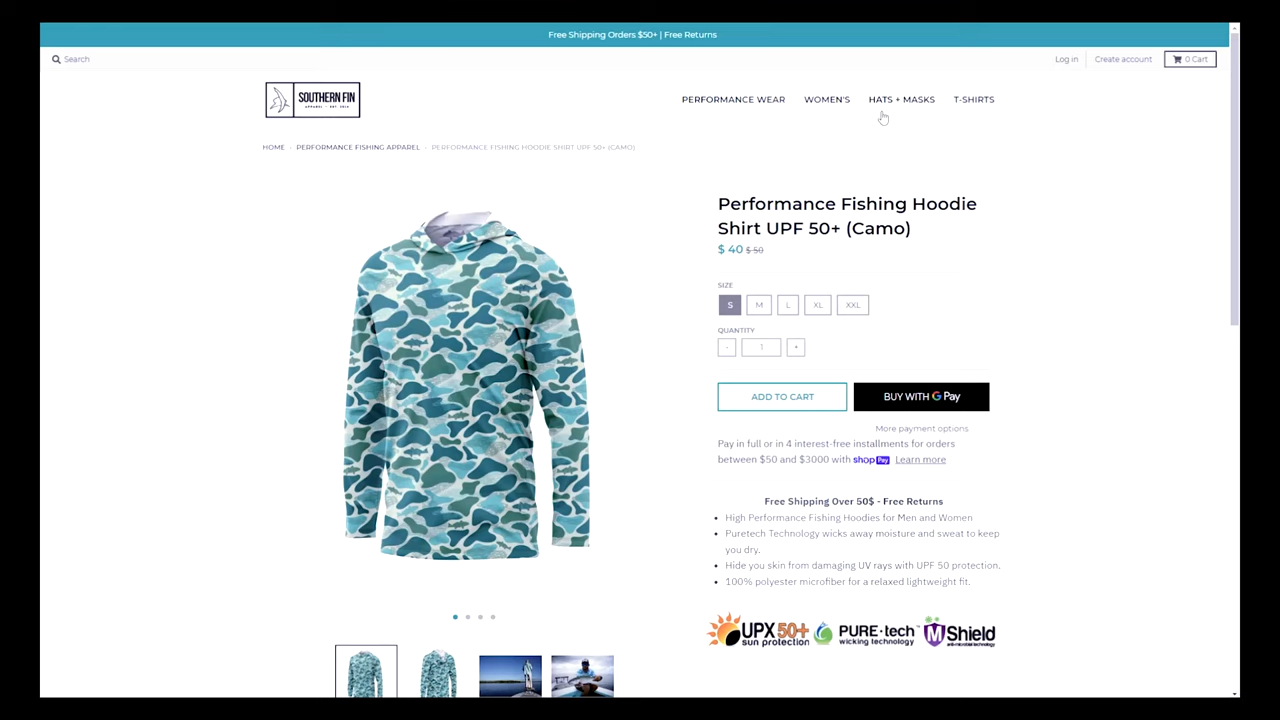 Free Shipping Orders $50+ | Free Returns
Search
Log in
Create account
0 Cart
SOUTHERN FIN
PERFORMANCE WEAR
WOMEN'S
HATS + MASKS
T-SHIRTS
HOME - PERFORMANCE FISHING APPAREL - PERFORMANCE FISHING HOODIE SHIRT UPF 50+ (CAMO)
Performance Fishing Hoodie
Shirt UPF 50+ (Camo)
$ 40 $ 50
SIZE
S M L XL XXL
QUANTITY
- 1 +
ADD TO CART
BUY WITH G Pay
More payment options
Pay in full or in 4 interest-free installments for orders
between $50 and $3000 with shop Pay Learn more
Free Shipping Over 50$ - Free Returns
• High Performance Fishing Hoodies for Men and Women
• Puretech Technology wicks away moisture and sweat to keep
you dry.
• Hide you skin from damaging UV rays with UPF 50 protection.
• 100% polyester microfiber for a relaxed lightweight fit.
UPX 50+
sun protection
PURE•tech
wicking technology
M Shield
anti-microbial technology